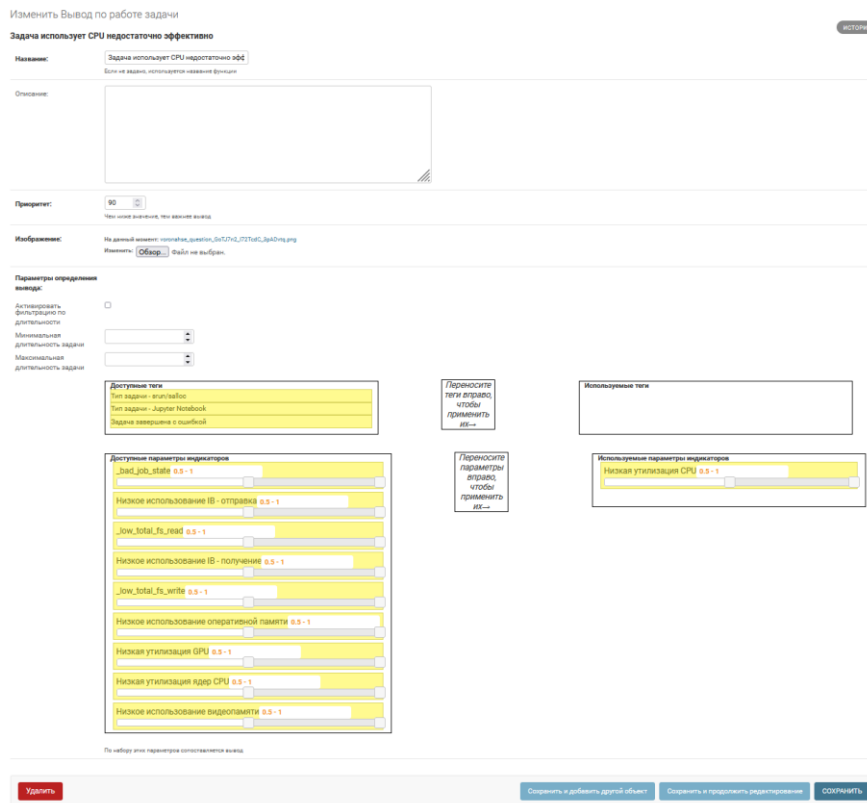 Изменить Вывод по работе задачи
Задача использует CPU недостаточно эффективно
ИСТОРИ
Название:
Задача использует CPU недостаточно эфф
Если не задано, используется название функции
Описание:
Приоритет:
90
Чем ниже значение, тем важнее вывод
Изображение:
На данный момент:
Изменить: Обзор... Файл не выбран.
Параметры определения
вывода:
Активировать
фильтрацию по
длительности
Минимальная
длительность задачи
Максимальная
длительность задачи
Доступные теги
Тип задачи - srun/salloc
Тип задачи - Jupyter Notebook
Задача завершена с ошибкой
Переносите
теги вправо,
чтобы
применить
их→
Используемые теги
Доступные параметры индикаторов
_bad_job_state 0.5 - 1
Низкое использование IB - отправка 0.5 - 1
_low_total_fs_read 0.5 - 1
Низкое использование IB - получение 0.5 - 1
_low_total_fs_write 0.5 - 1
Низкое использование оперативной памяти 0.5 - 1
Низкая утилизация GPU 0.5 - 1
Низкая утилизация ядер CPU 0.5 - 1
Низкое использование видеопамяти 0.5 - 1
Переносите
параметры
вправо,
чтобы
применить
их→
Используемые параметры индикаторов
Низкая утилизация CPU 0.5 - 1
По набору этих параметров сопоставляется вывод
Удалить
Сохранить и добавить другой объект
Сохранить и продолжить редактирование
СОХРАНИТЬ